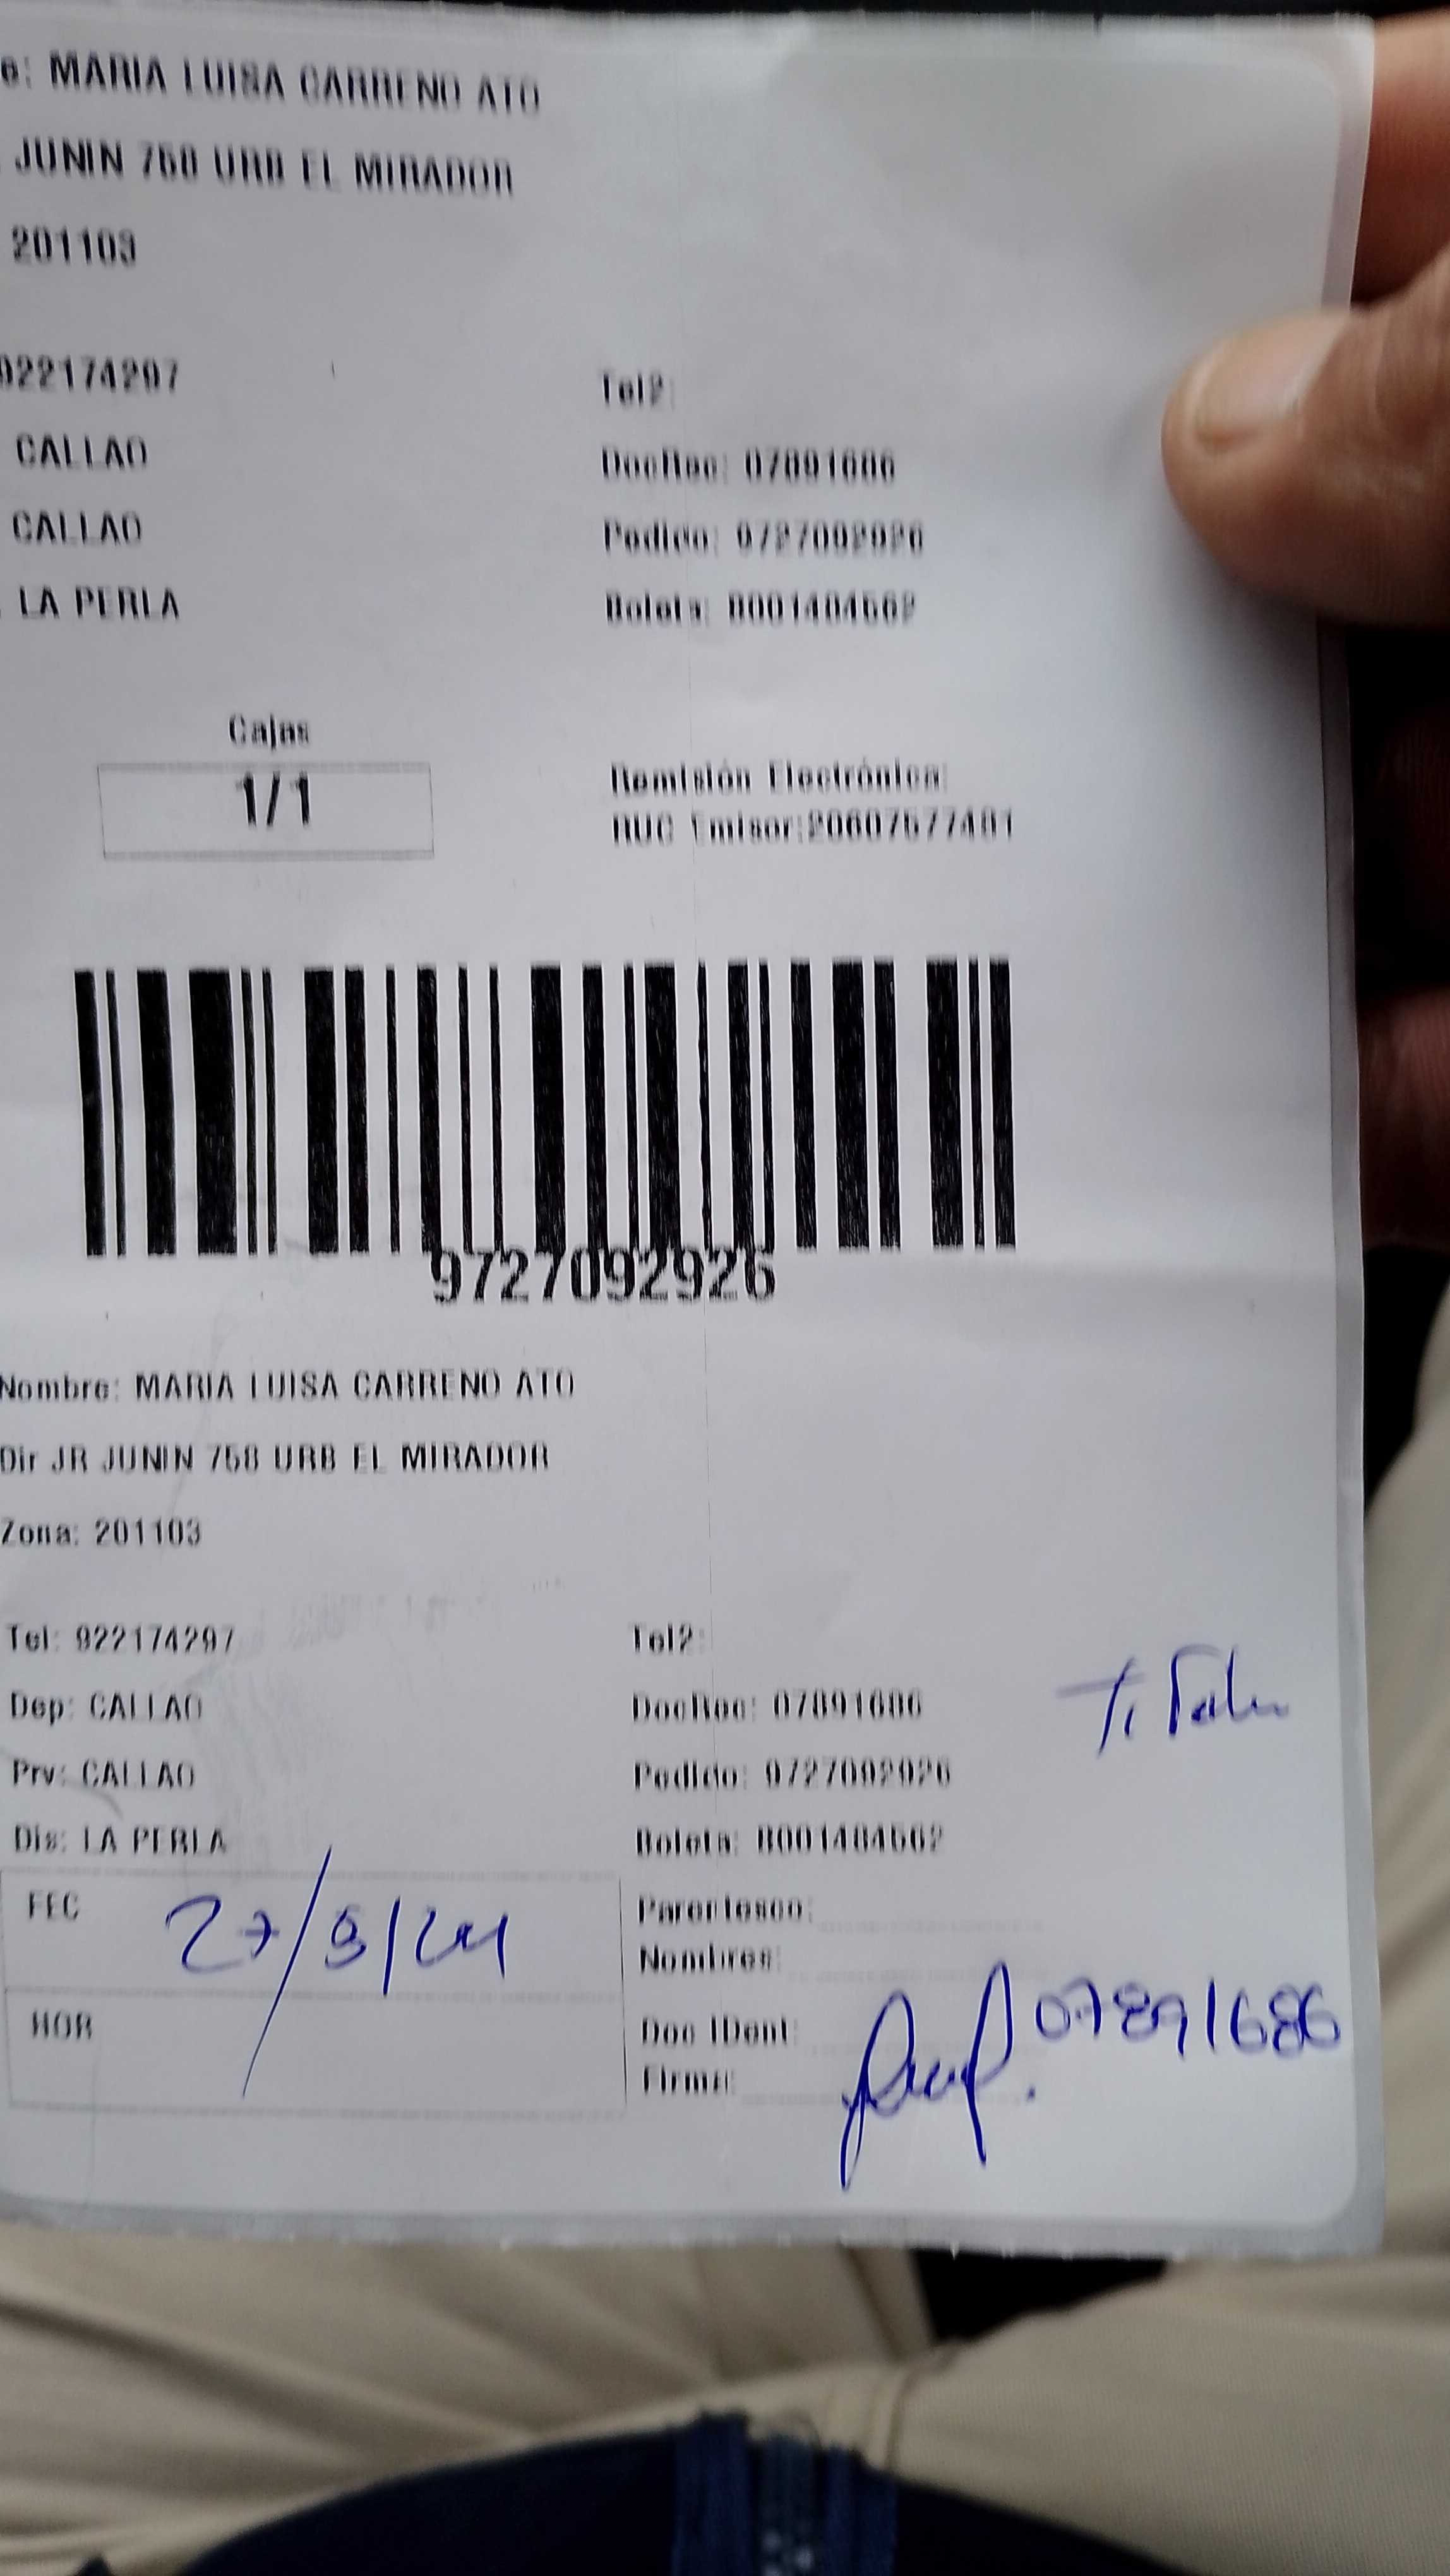 e: MARIA LUISA CARRENO ATO
JUNIN 758 URB EL MIRADOR
201103
922174297
Tel2:
CALLAO
DocRec: 07891686
CALLAO
Pedido: 9727092926
LA PERLA
Boleta: B001484562
Cajas
1/1
Remisión Electrónica:
RUC Emisor:20607577481
9727092926
Nombre: MARIA LUISA CARRENO ATO
Dir JR JUNIN 758 URB EL MIRADOR
Zona: 201103
Tel: 922174297
Tel2:
Dep: CALLAO
DocRec: 07891686
Titular
Prv: CALLAO
Pedido: 9727092926
Dis: LA PERLA
Boleta: B001484562
FEC 27/9/24
Parentesco:
Nombres:
HOR
Doc IDent: 07891686
Firma: